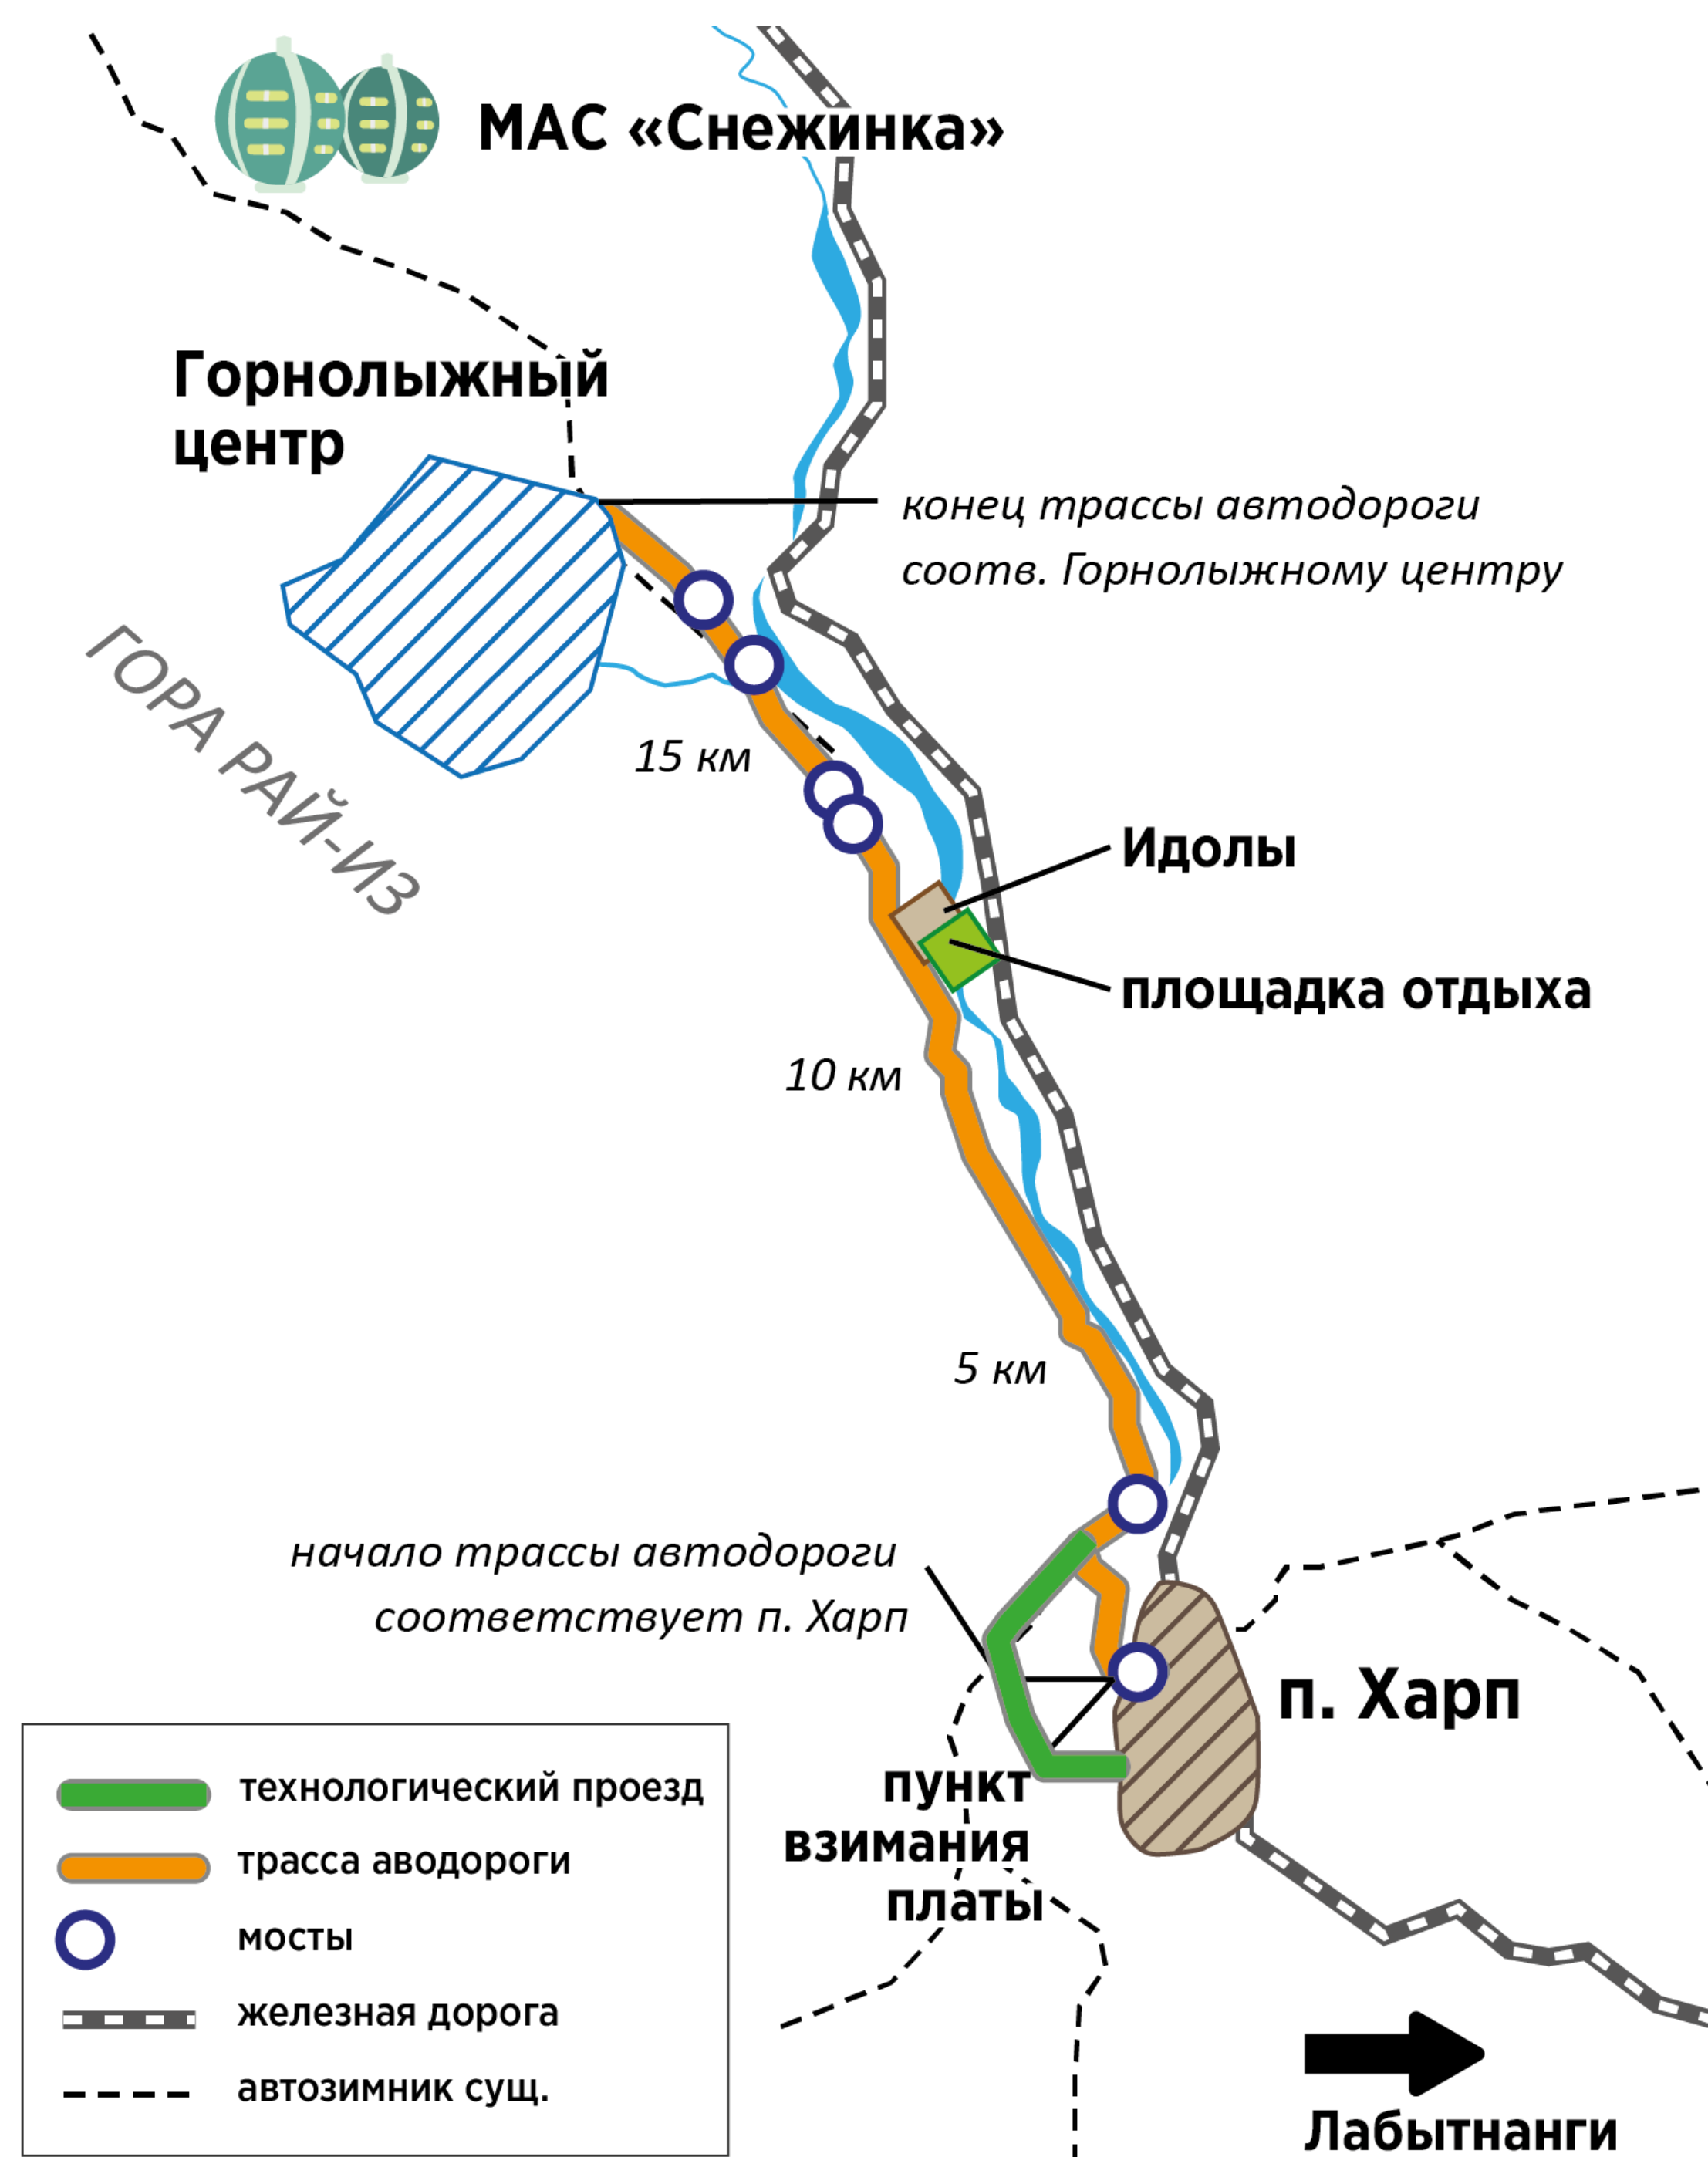 МАС «Снежинка»
Горнолыжный
центр
конец трассы автодороги
соотв. Горнолыжному центру
ГОРА РАЙ-ИЗ
15 км
Идолы
площадка отдыха
10 км
5 км
начало трассы автодороги
соответствует п. Харп
п. Харп
пункт
взимания
платы
технологический проезд
трасса аводороги
мосты
железная дорога
автозимник сущ.
Лабытнанги